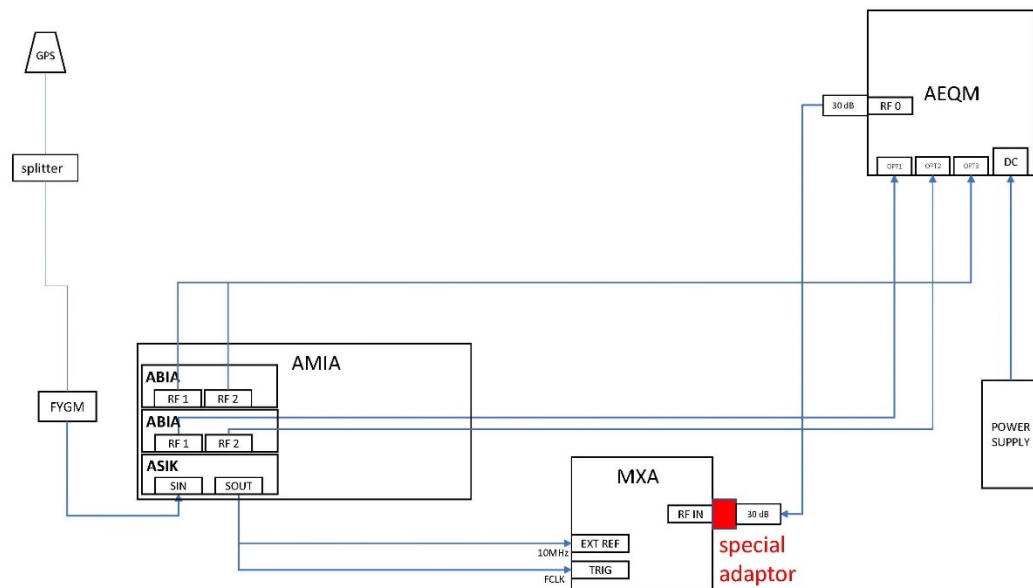 GPS
splitter
FYGM
AMIA
ABIA
RF 1
RF 2
ABIA
RF 1
RF 2
ASIK
SIN
SOUT
AEQM
30 dB
RF 0
OPT1
OPT2
OPT3
DC
POWER
SUPPLY
MXA
RF IN
30 dB
special
adaptor
10MHz
EXT REF
FCLK
TRIG